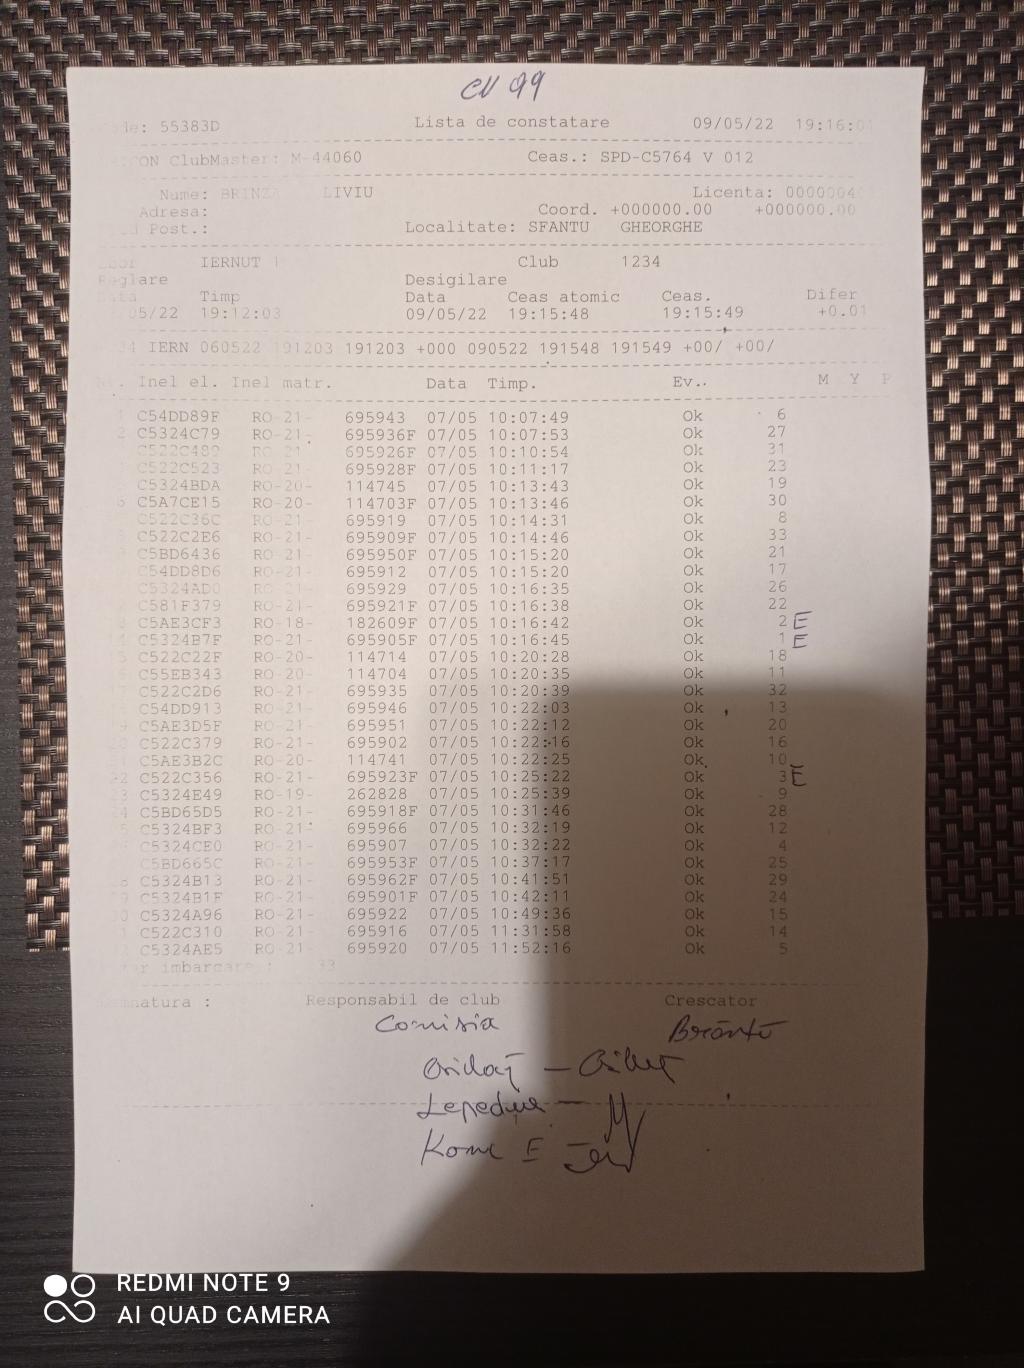 CV 99
55383D Lista de constatare 09/05/22 19:16:0
ClubMaster: M-44060 Ceas.: SPD-C5764 V 012
Nume: BRINZA LIVIU Licenta: 0000004
Adresa: Coord. +000000.00 +000000.00
Post.: Localitate: SFANTU GHEORGHE
IERNUT Club 1234
Reglare Desigilare
Data Timp Data Ceas atomic Ceas. Difer
05/22 19:12:03 09/05/22 19:15:48 19:15:49 +0.01
IERN 060522 191203 191203 +000 090522 191548 191549 +00/ +00/
Inel el. Inel matr. Data Timp. Ev.. M Y P
1 C54DD89F RO-21- 695943 07/05 10:07:49 Ok 6
2 C5324C79 RO-21- 695936F 07/05 10:07:53 Ok 27
C522C489 RO-21- 695926F 07/05 10:10:54 Ok 31
C522C523 RO-21- 695928F 07/05 10:11:17 Ok 23
C5324BDA RO-20- 114745 07/05 10:13:43 Ok 19
6 C5A7CE15 RO-20- 114703F 07/05 10:13:46 Ok 30
C522C36C RO-21- 695919 07/05 10:14:31 Ok 8
C522C2E6 RO-21- 695909F 07/05 10:14:46 Ok 33
C5BD6436 RO-21- 695950F 07/05 10:15:20 Ok 21
C54DD8D6 RO-21- 695912 07/05 10:15:20 Ok 17
C5324AD0 RO-21- 695929 07/05 10:16:35 Ok 26
C581F379 RO-21- 695921F 07/05 10:16:38 Ok 22
C5AE3CF3 RO-18- 182609F 07/05 10:16:42 Ok 2 E
C5324B7F RO-21- 695905F 07/05 10:16:45 Ok 1 E
C522C22F RO-20- 114714 07/05 10:20:28 Ok 18
C55EB343 RO-20- 114704 07/05 10:20:35 Ok 11
C522C2D6 RO-21- 695935 07/05 10:20:39 Ok 32
C54DD913 RO-21- 695946 07/05 10:22:03 Ok 13
C5AE3D5F RO-21- 695951 07/05 10:22:12 Ok 20
C522C379 RO-21- 695902 07/05 10:22:16 Ok 16
C5AE3B2C RO-20- 114741 07/05 10:22:25 Ok 10
22 C522C356 RO-21- 695923F 07/05 10:25:22 Ok 3 E
23 C5324E49 RO-19- 262828 07/05 10:25:39 Ok 9
24 C5BD65D5 RO-21- 695918F 07/05 10:31:46 Ok 28
C5324BF3 RO-21- 695966 07/05 10:32:19 Ok 12
C5324CE0 RO-21- 695907 07/05 10:32:22 Ok 4
C5BD665C RO-21- 695953F 07/05 10:37:17 Ok 25
28 C5324B13 RO-21- 695962F 07/05 10:41:51 Ok 29
29 C5324B1F RO-21- 695901F 07/05 10:42:11 Ok 24
30 C5324A96 RO-21- 695922 07/05 10:49:36 Ok 15
C522C310 RO-21- 695916 07/05 11:31:58 Ok 14
C5324AE5 RO-21- 695920 07/05 11:52:16 Ok 5
imbarcare : 33
Responsabil de club Crescator
Comisia
E
REDMI NOTE 9
AI QUAD CAMERA